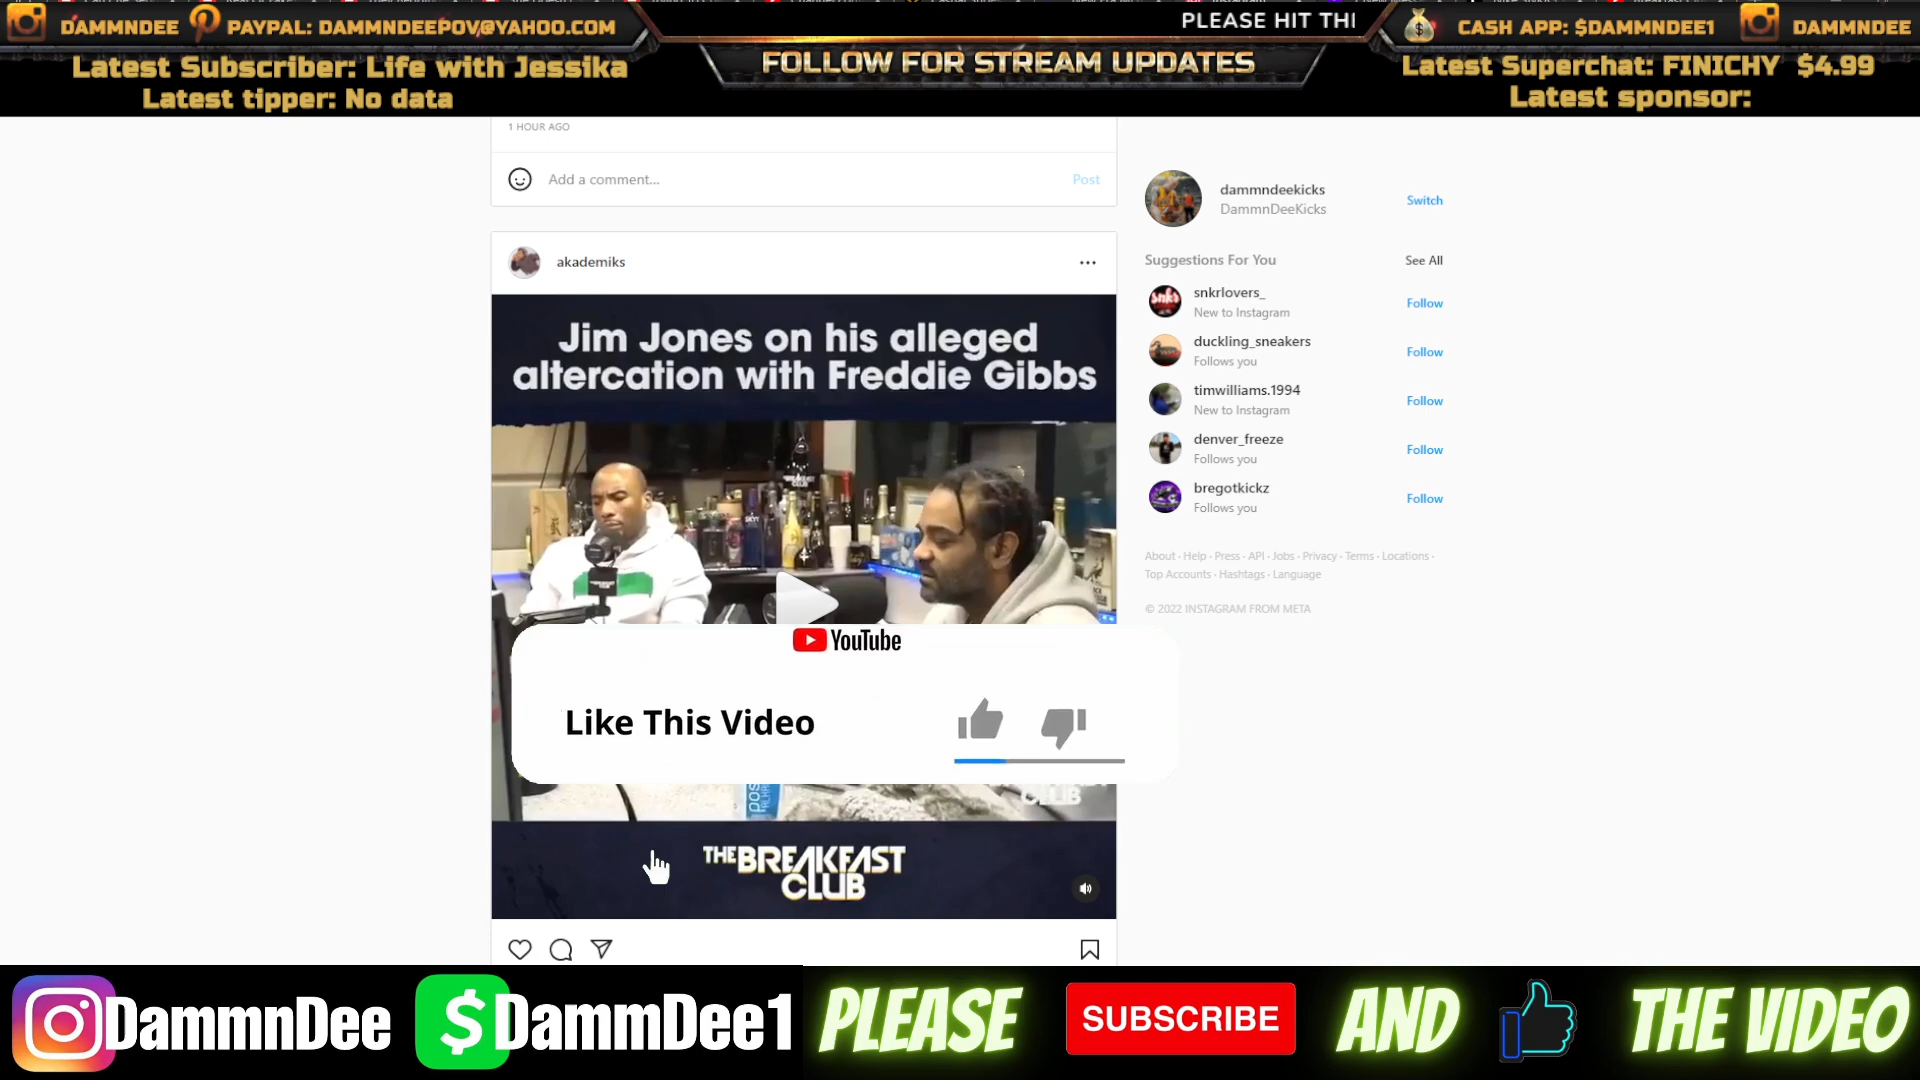 DAMMNDEE
PAYPAL: DAMMNDEEPOV@YAHOO.COM
PLEASE HIT THI
CASH APP: $DAMMNDEE1
DAMMNDEE
Latest Subscriber: Life with Jessika
Latest tipper: No data
FOLLOW FOR STREAM UPDATES
Latest Superchat: FINICHY $4.99
Latest sponsor:
1 HOUR AGO
Add a comment...
Post
akademiks
Jim Jones on his alleged
altercation with Freddie Gibbs
YouTube
Like This Video
CLUB
THE BREAKFAST
CLUB
dammndeekicks
DammnDeeKicks
Switch
Suggestions For You
See All
snkrlovers_
New to Instagram
Follow
duckling_sneakers
Follows you
Follow
timwilliams.1994
New to Instagram
Follow
denver_freeze
Follows you
Follow
bregotkickz
Follows you
Follow
About · Help · Press · API · Jobs · Privacy · Terms · Locations ·
Top Accounts · Hashtags · Language
© 2022 INSTAGRAM FROM META
DammnDee
$DammDee1
PLEASE
SUBSCRIBE
AND
THE VIDEO